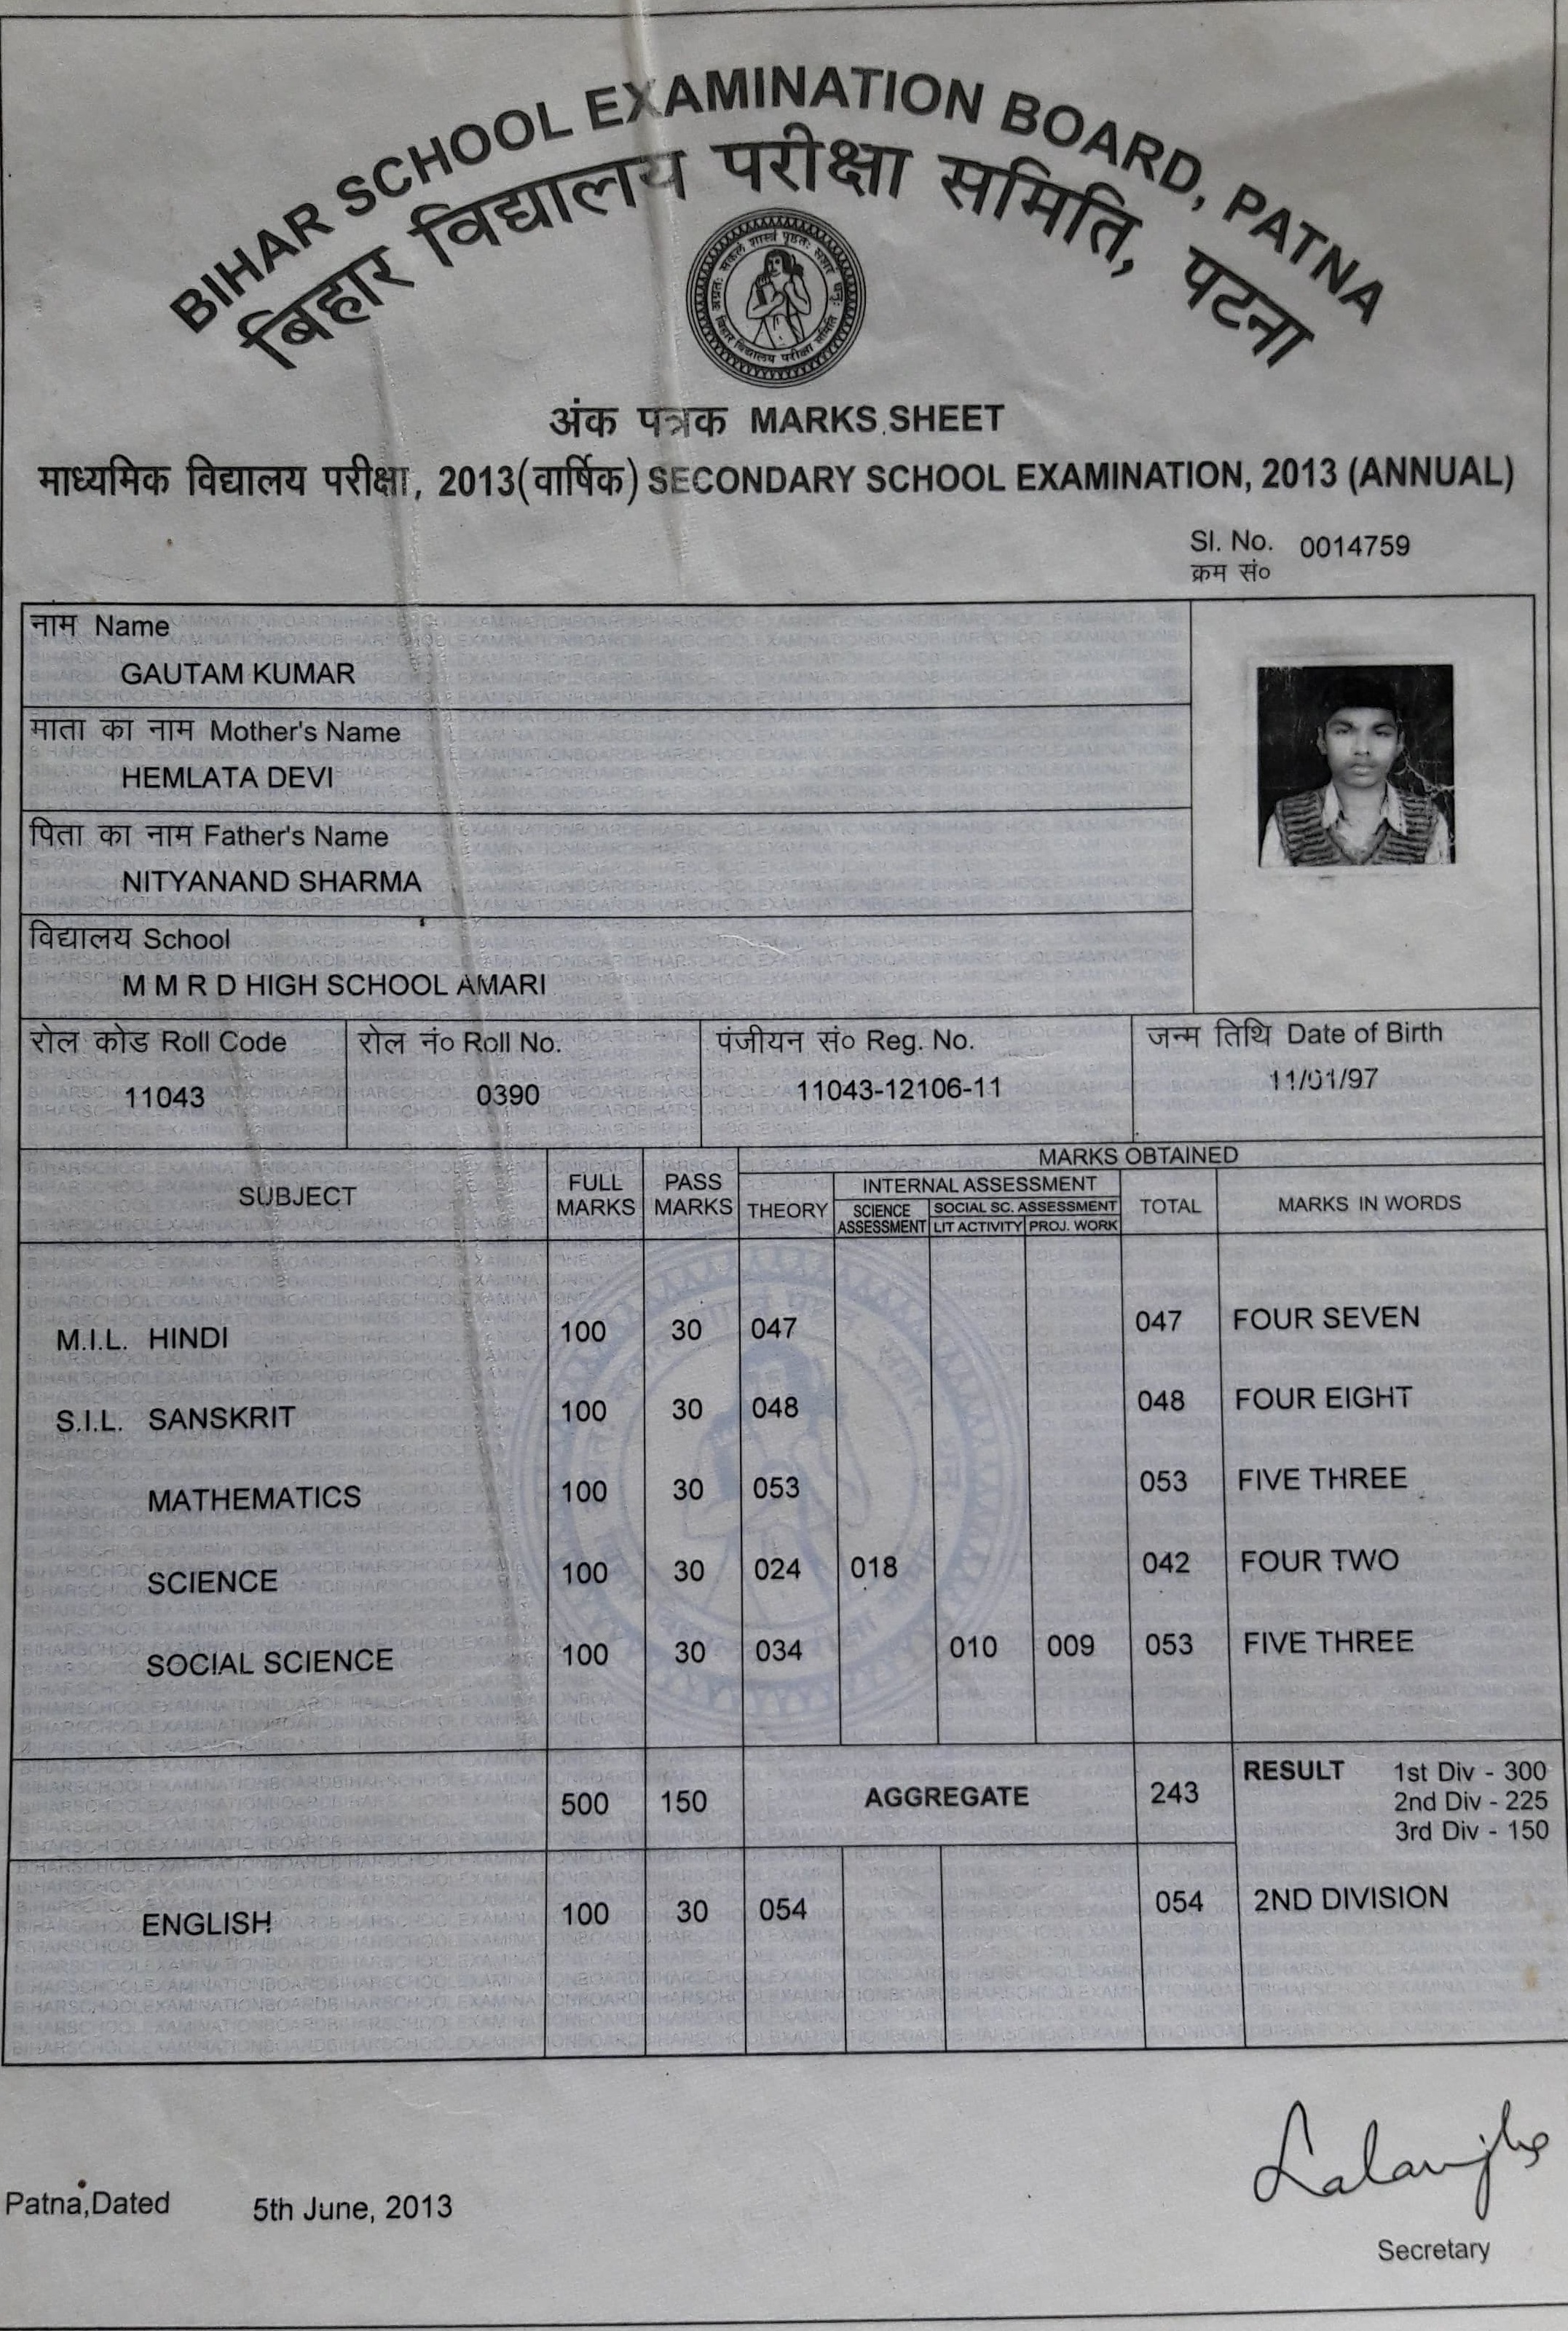 BIHAR SCHOOL EXAMINATION BOARD, PATNA
बिहार विद्यालय परीक्षा समिति, पटना
अंक पत्रक MARKS SHEET
माध्यमिक विद्यालय परीक्षा, 2013(वार्षिक) SECONDARY SCHOOL EXAMINATION, 2013 (ANNUAL)
Sl. No. 0014759
क्रम सं०
नाम Name
GAUTAM KUMAR
माता का नाम Mother's Name
HEMLATA DEVI
पिता का नाम Father's Name
NITYANAND SHARMA
विद्यालय School
M M R D HIGH SCHOOL AMARI
रोल कोड Roll Code रोल नं० Roll No. पंजीयन सं० Reg. No. जन्म तिथि Date of Birth
11043 0390 11043-12106-11 11/01/97
MARKS OBTAINED
SUBJECT FULL MARKS PASS MARKS THEORY INTERNAL ASSESSMENT TOTAL MARKS IN WORDS
SCIENCE ASSESSMENT SOCIAL SC. ASSESSMENT
LIT ACTIVITY PROJ. WORK
M.I.L. HINDI 100 30 047 047 FOUR SEVEN
S.I.L. SANSKRIT 100 30 048 048 FOUR EIGHT
MATHEMATICS 100 30 053 053 FIVE THREE
SCIENCE 100 30 024 018 042 FOUR TWO
SOCIAL SCIENCE 100 30 034 010 009 053 FIVE THREE
500 150 AGGREGATE 243 RESULT 1st Div - 300
2nd Div - 225
3rd Div - 150
ENGLISH 100 30 054 054 2ND DIVISION
Patna,Dated 5th June, 2013
Secretary